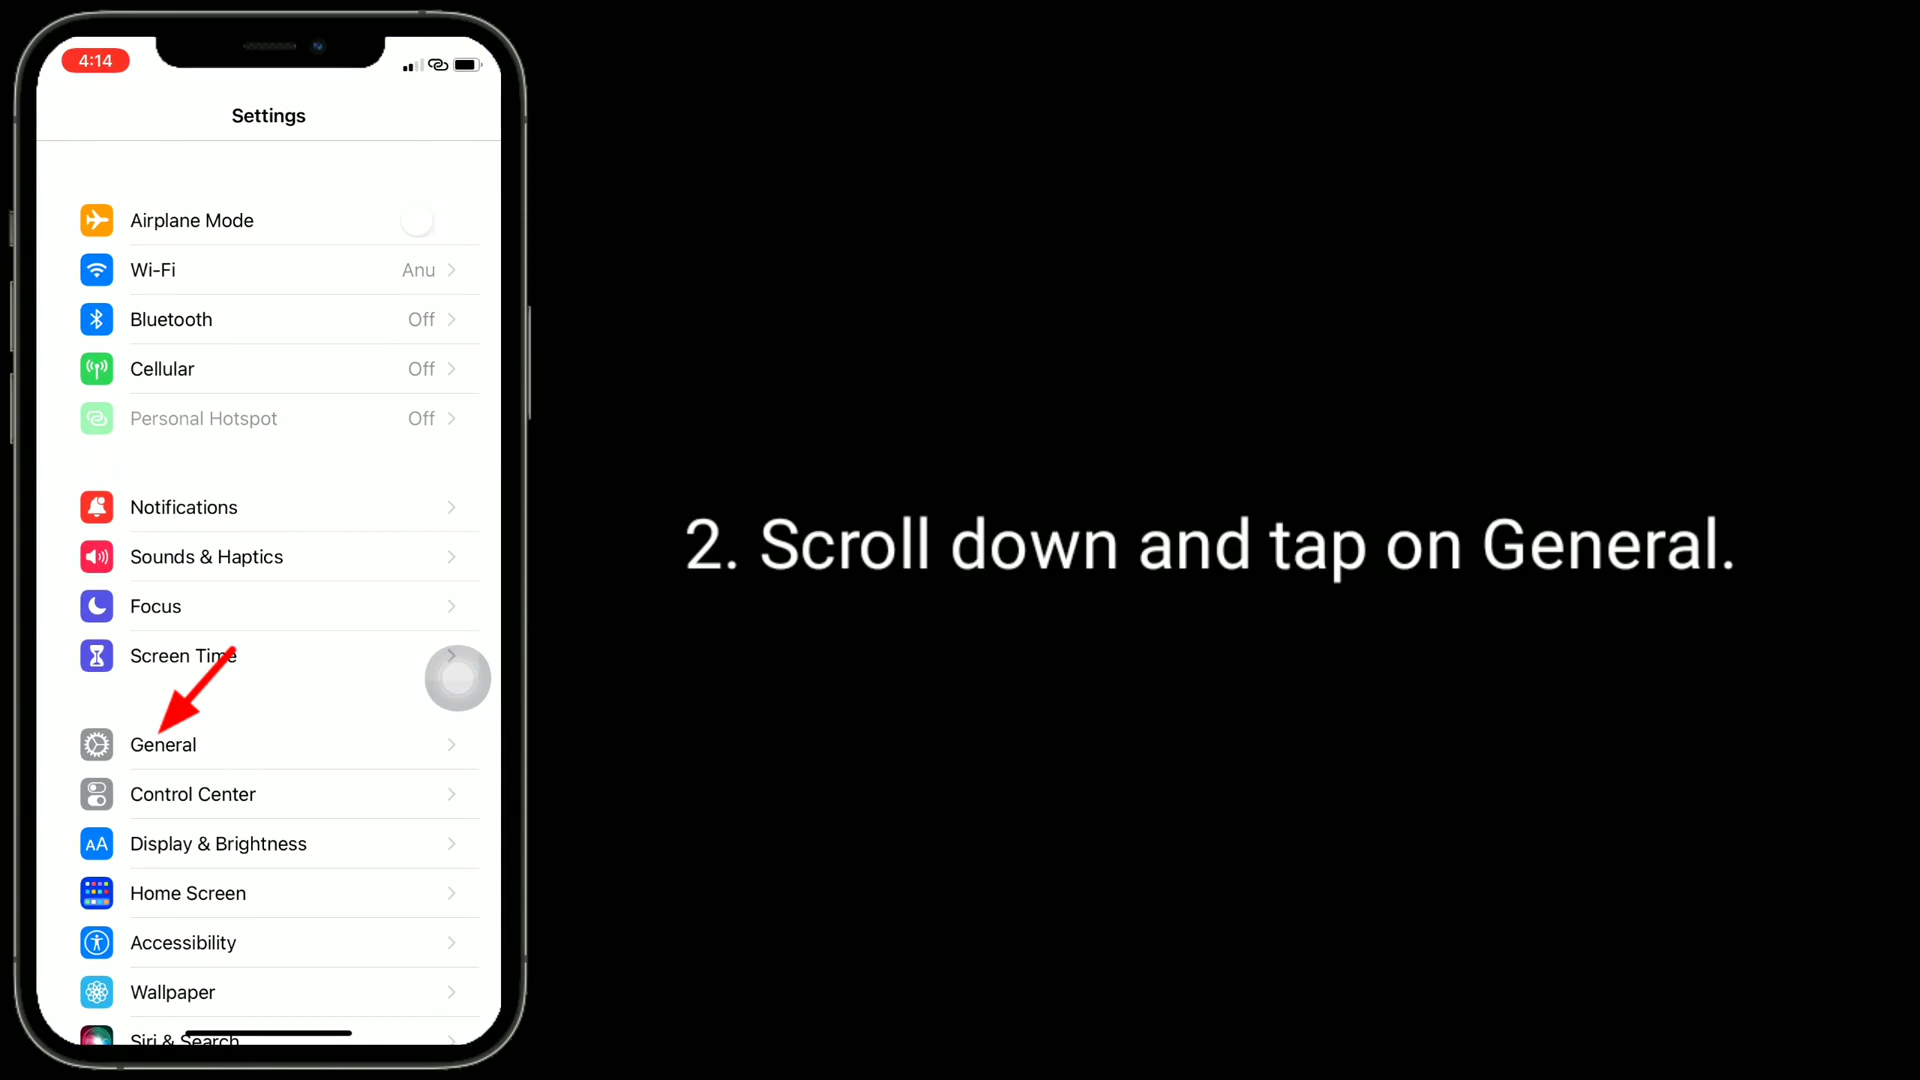 4:14
Settings
Airplane Mode
Wi-Fi Anu
Bluetooth Off
Cellular Off
Personal Hotspot Off
Notifications
Sounds & Haptics
Focus
Screen Time
General
Control Center
AA Display & Brightness
Home Screen
Accessibility
Wallpaper
Siri & Search
2. Scroll down and tap on General.